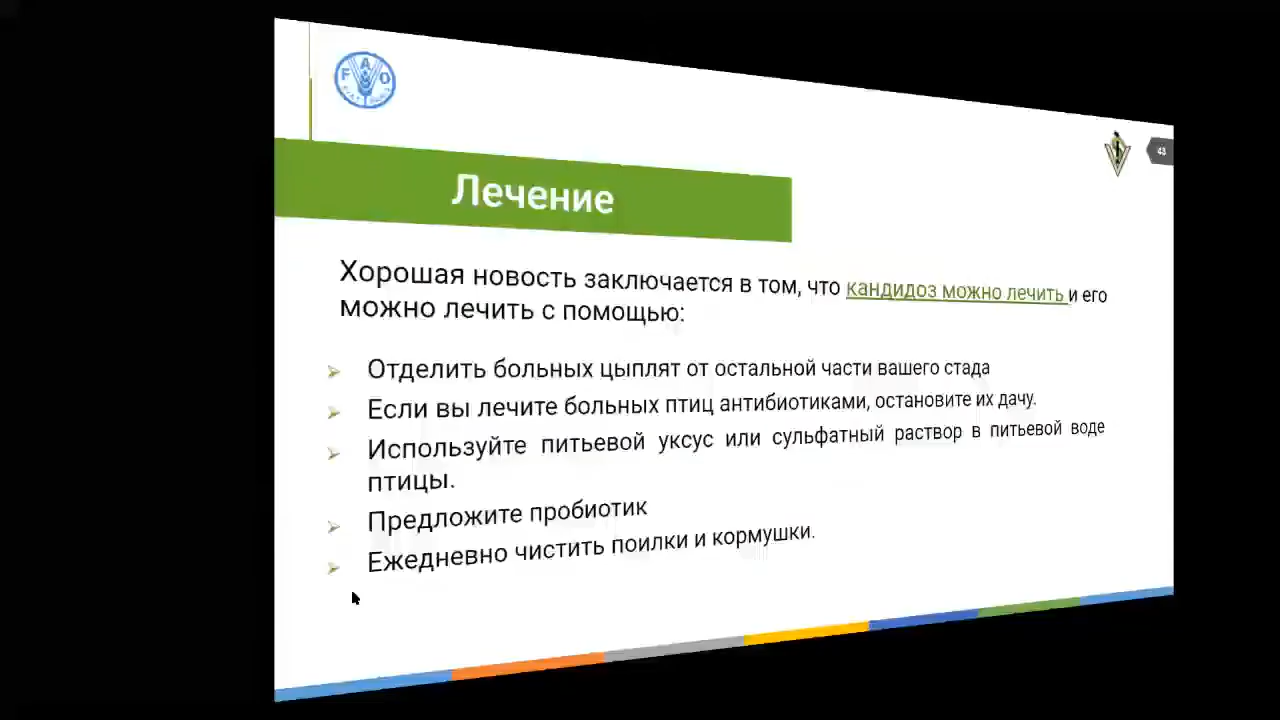 F A O
43
Лечение
Хорошая новость заключается в том, что кандидоз можно лечить и его
можно лечить с помощью:
Отделить больных цыплят от остальной части вашего стада
Если вы лечите больных птиц антибиотиками, остановите их дачу.
Используйте питьевой уксус или сульфатный раствор в питьевой воде
птицы.
Предложите пробиотик
Ежедневно чистить поилки и кормушки.